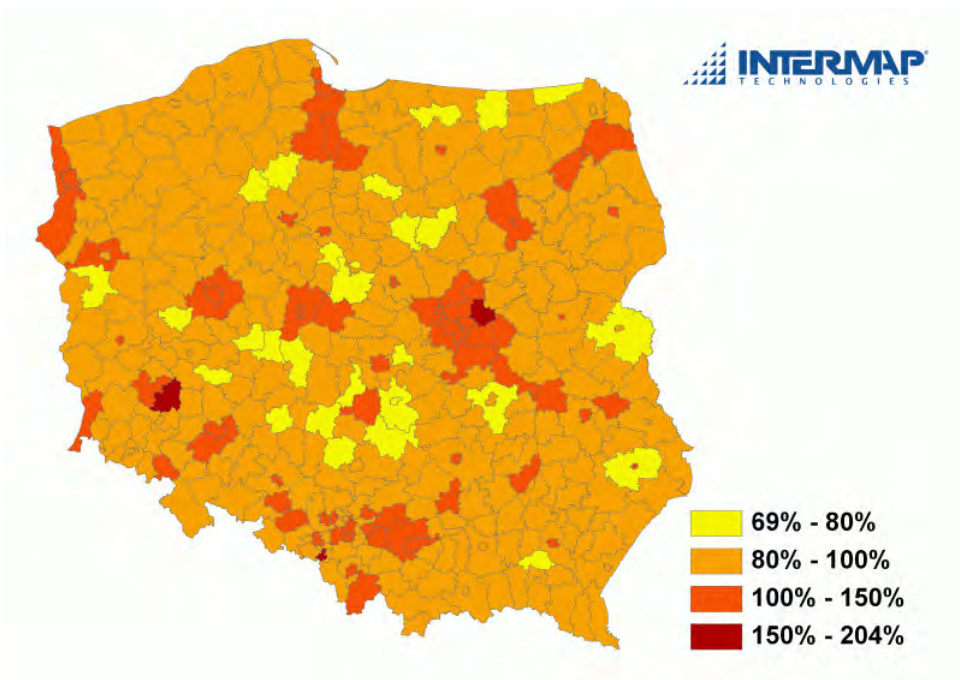 INTERMAP®
TECHNOLOGIES
69% - 80%
80% - 100%
100% - 150%
150% - 204%